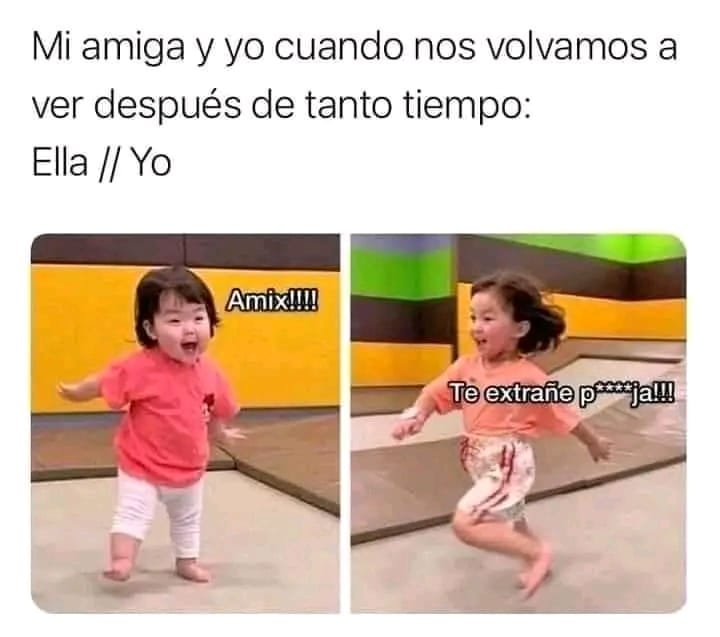 Mi amiga y yo cuando nos volvamos a
ver después de tanto tiempo:
Ella // Yo
Amix!!!!
Te extrañe p****ja!!!